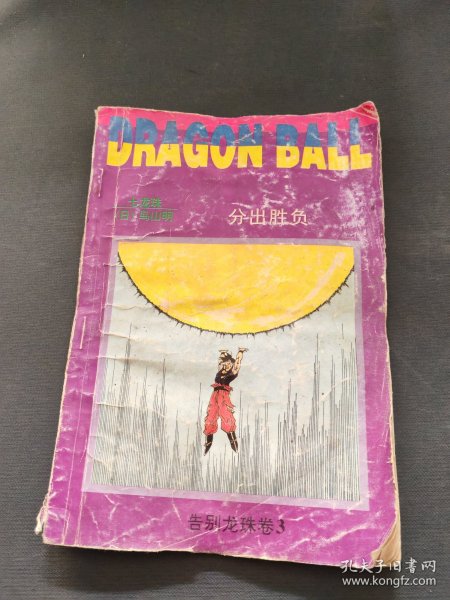 DRAGON BALL
七龙珠
[日]鸟山明
分出胜负
告别龙珠卷3
孔夫子旧书网
www.kongfz.com